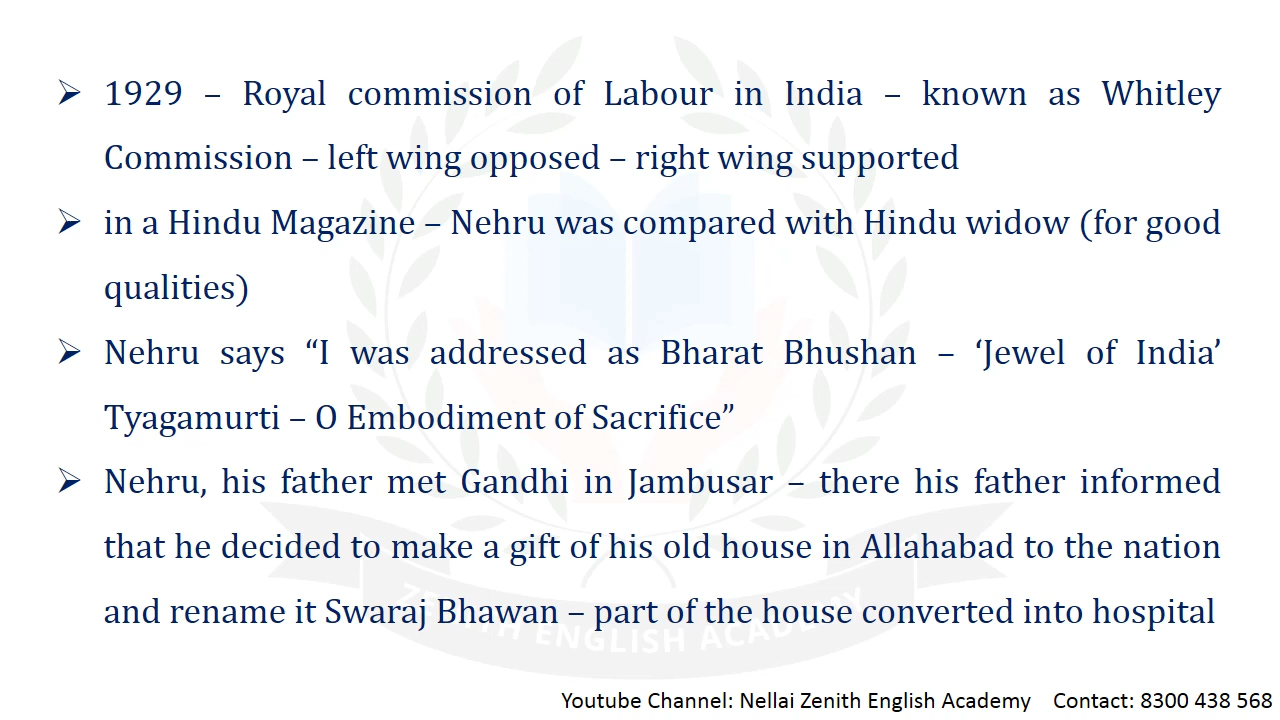 ➢ 1929 – Royal commission of Labour in India – known as Whitley
Commission – left wing opposed – right wing supported
➢ in a Hindu Magazine – Nehru was compared with Hindu widow (for good
qualities)
➢ Nehru says “I was addressed as Bharat Bhushan – ‘Jewel of India’
Tyagamurti – O Embodiment of Sacrifice”
➢ Nehru, his father met Gandhi in Jambusar – there his father informed
that he decided to make a gift of his old house in Allahabad to the nation
and rename it Swaraj Bhawan – part of the house converted into hospital
ZENITH ENGLISH ACADEMY
Youtube Channel: Nellai Zenith English Academy Contact: 8300 438 568